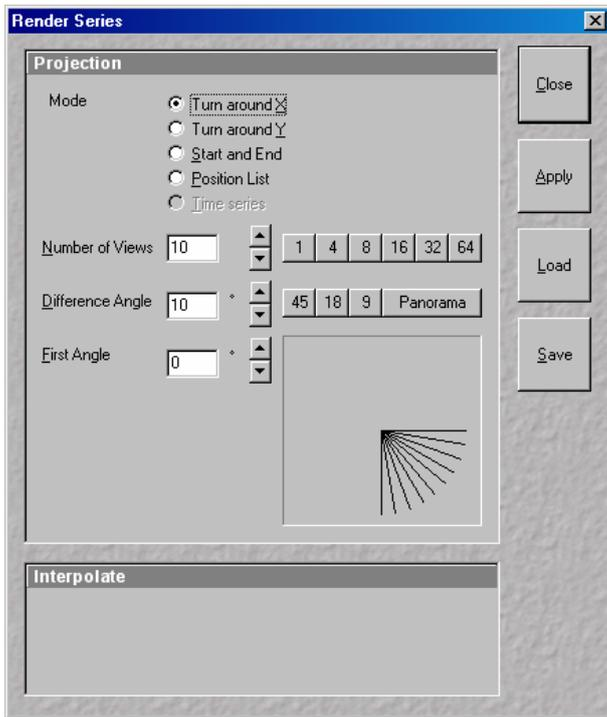 Render Series
Projection
Close
Mode
Turn around X
Turn around Y
Start and End
Position List
Time series
Apply
Number of Views 10 1 4 8 16 32 64
Load
Difference Angle 10 ° 45 18 9 Panorama
First Angle 0 °
Save
Interpolate